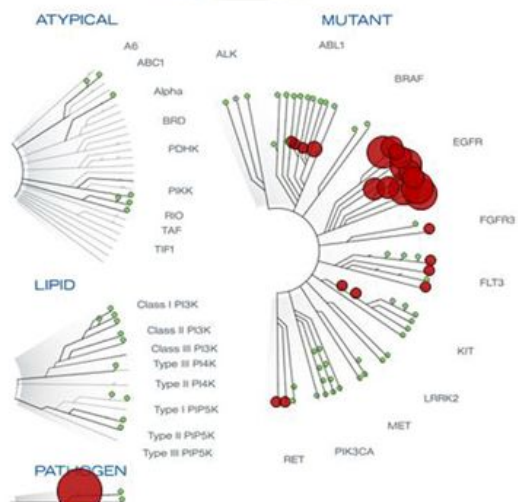 ATYPICAL
A6
ABC1
Alpha
BRD
PDHK
PIKK
RIO
TAF
TIF1
LIPID
Class I PI3K
Class II PI3K
Class III PI3K
Type III PI4K
Type II PI4K
Type I PIP5K
Type II PIP5K
Type III PIP5K
PATHOGEN
MUTANT
ALK
ABL1
BRAF
EGFR
FGFR3
FLT3
KIT
LRRK2
MET
PIK3CA
RET